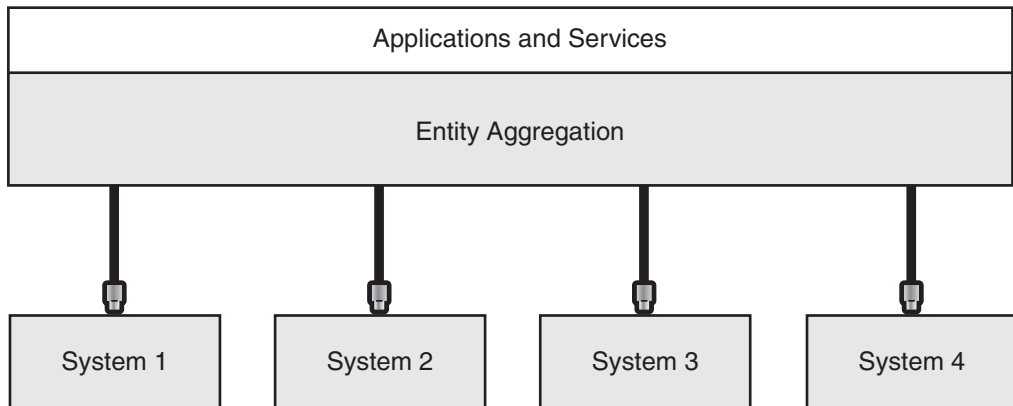 Applications and Services
Entity Aggregation
System 1
System 2
System 3
System 4